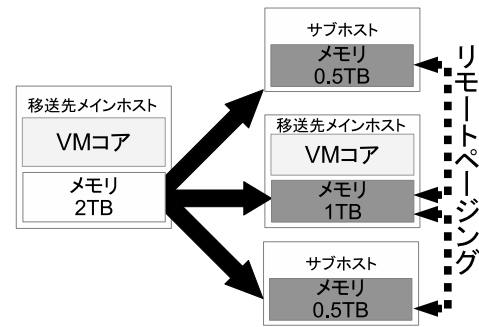 移送先メインホスト
VMコア
メモリ
2TB
サブホスト
メモリ
0.5TB
移送先メインホスト
VMコア
メモリ
1TB
サブホスト
メモリ
0.5TB
リモートページング